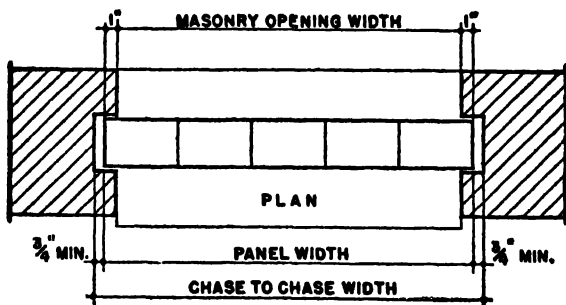 1" MASONRY OPENING WIDTH 1"
PLAN
3/4" MIN. PANEL WIDTH 3/4" MIN.
CHASE TO CHASE WIDTH